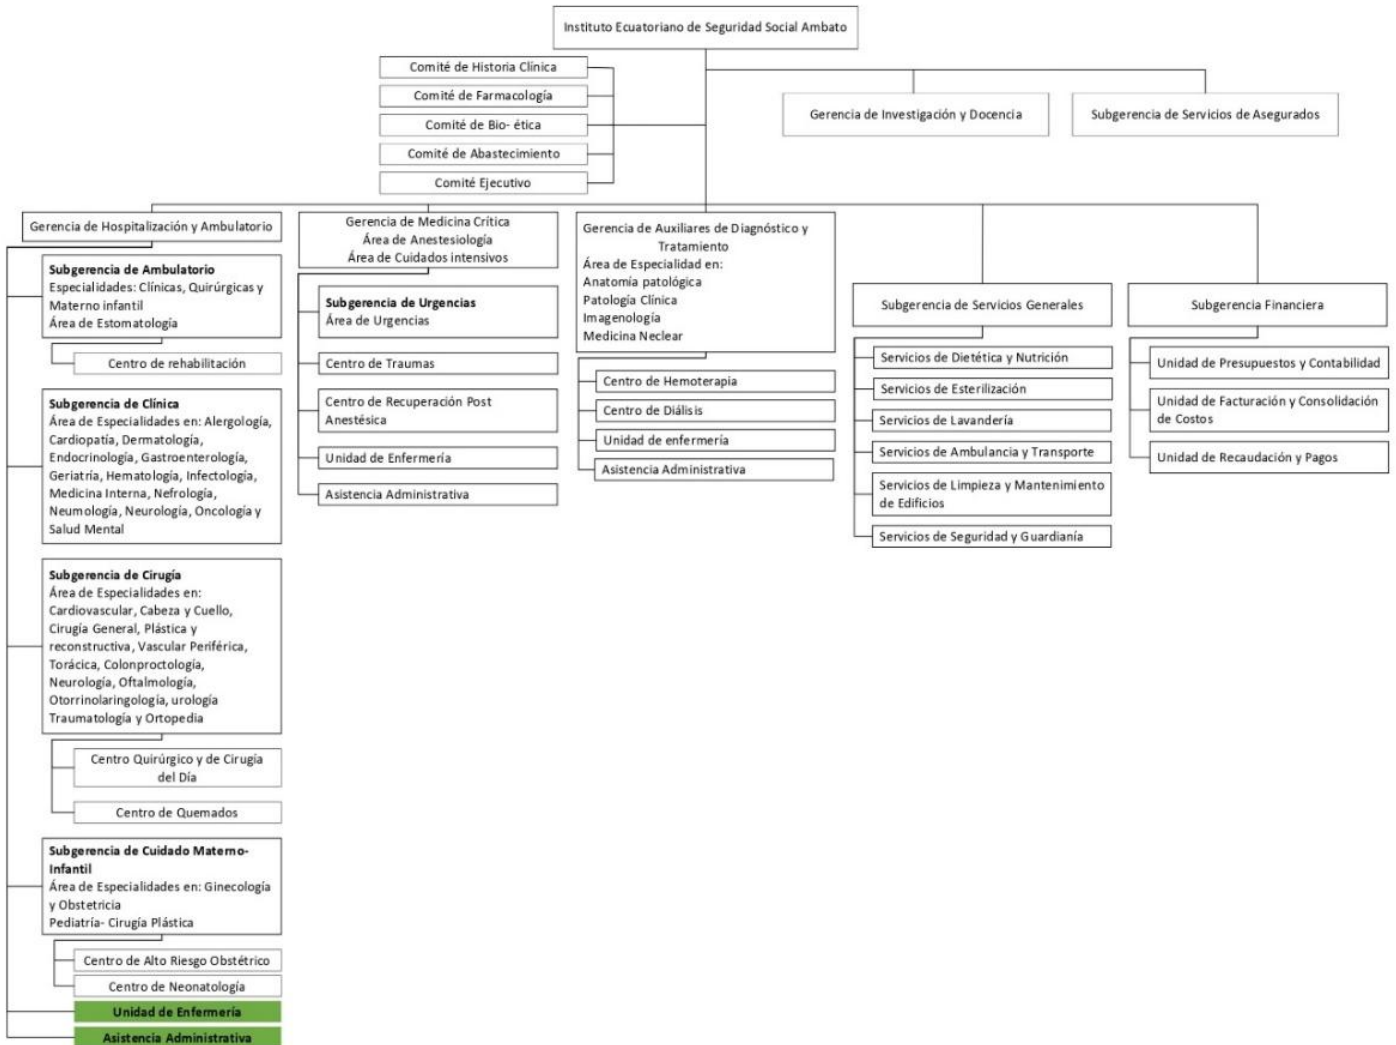 Instituto Ecuatoriano de Seguridad Social Ambato
Comité de Historia Clínica
Comité de Farmacología
Comité de Bio- ética
Comité de Abastecimiento
Comité Ejecutivo
Gerencia de Investigación y Docencia
Subgerencia de Servicios de Asegurados
Gerencia de Hospitalización y Ambulatorio
Subgerencia de Ambulatorio
Especialidades: Clínicas, Quirúrgicas y
Materno infantil
Área de Estomatología
Centro de rehabilitación
Subgerencia de Clínica
Área de Especialidades en: Alergología,
Cardiopatía, Dermatología,
Endocrinología, Gastroenterología,
Geriatría, Hematología, Infectología,
Medicina Interna, Nefrología,
Neumología, Neurología, Oncología y
Salud Mental
Subgerencia de Cirugía
Área de Especialidades en:
Cardiovascular, Cabeza y Cuello,
Cirugía General, Plástica y
reconstructiva, Vascular Periférica,
Torácica, Colonproctología,
Neurología, Oftalmología,
Otorrinolaringología, urología
Traumatología y Ortopedia
Centro Quirúrgico y de Cirugía
del Día
Centro de Quemados
Subgerencia de Cuidado Materno-
Infantil
Área de Especialidades en: Ginecología
y Obstetricia
Pediatría- Cirugía Plástica
Centro de Alto Riesgo Obstétrico
Centro de Neonatología
Unidad de Enfermería
Asistencia Administrativa
Gerencia de Medicina Crítica
Área de Anestesiología
Área de Cuidados intensivos
Subgerencia de Urgencias
Área de Urgencias
Centro de Traumas
Centro de Recuperación Post
Anestésica
Unidad de Enfermería
Asistencia Administrativa
Gerencia de Auxiliares de Diagnóstico y
Tratamiento
Área de Especialidad en:
Anatomía patológica
Patología Clínica
Imagenología
Medicina Neclear
Centro de Hemoterapia
Centro de Diálisis
Unidad de enfermería
Asistencia Administrativa
Subgerencia de Servicios Generales
Servicios de Dietética y Nutrición
Servicios de Esterilización
Servicios de Lavandería
Servicios de Ambulancia y Transporte
Servicios de Limpieza y Mantenimiento
de Edificios
Servicios de Seguridad y Guardianía
Subgerencia Financiera
Unidad de Presupuestos y Contabilidad
Unidad de Facturación y Consolidación
de Costos
Unidad de Recaudación y Pagos